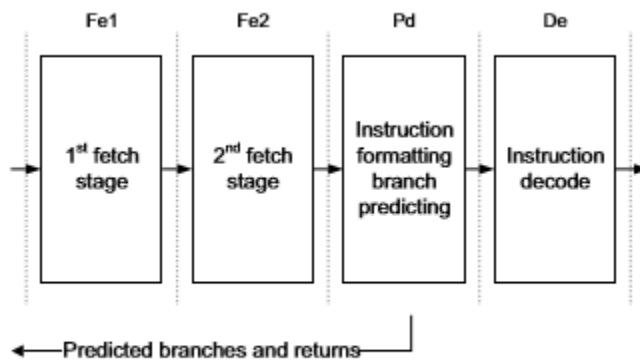 Fe1 Fe2 Pd De
1st fetch
stage
2nd fetch
stage
Instruction
formatting
branch
predicting
Instruction
decode
Predicted branches and returns